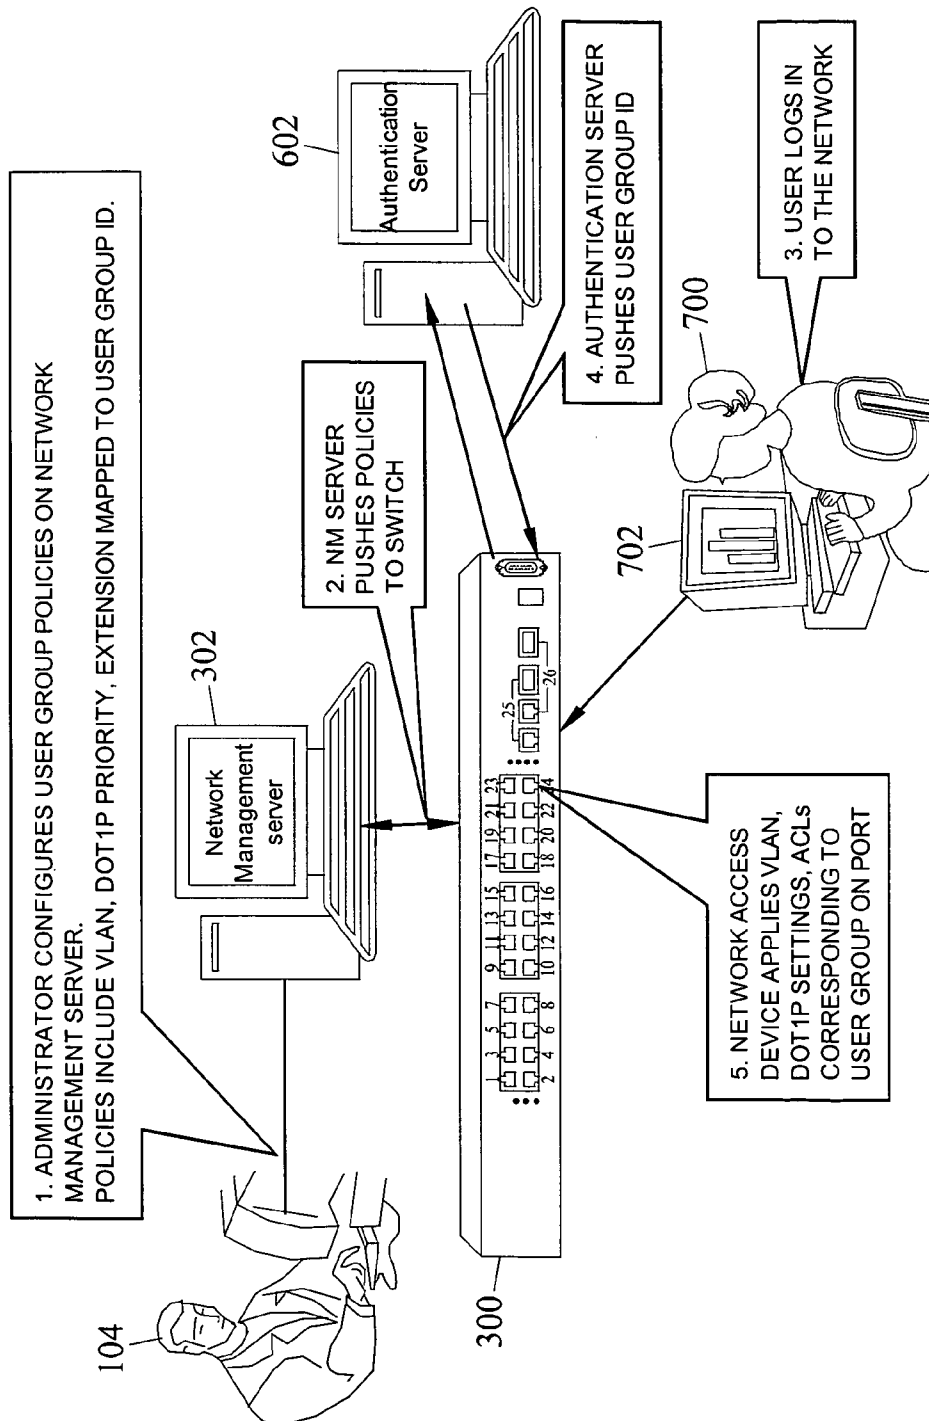 1. ADMINISTRATOR CONFIGURES USER GROUP POLICIES ON NETWORK
MANAGEMENT SERVER.
POLICIES INCLUDE VLAN, DOT1P PRIORITY, EXTENSION MAPPED TO USER GROUP ID.
104
302
Network
Management
server
2. NM SERVER
PUSHES POLICIES
TO SWITCH
602
Authentication
Server
4. AUTHENTICATION SERVER
PUSHES USER GROUP ID
300
1 3 5 7 9 11 13 15 17 19 21 23
25
26
2 4 6 8 10 12 14 16 18 20 22 24
5. NETWORK ACCESS
DEVICE APPLIES VLAN,
DOT1P SETTINGS, ACLs
CORRESPONDING TO
USER GROUP ON PORT
702
700
3. USER LOGS IN
TO THE NETWORK